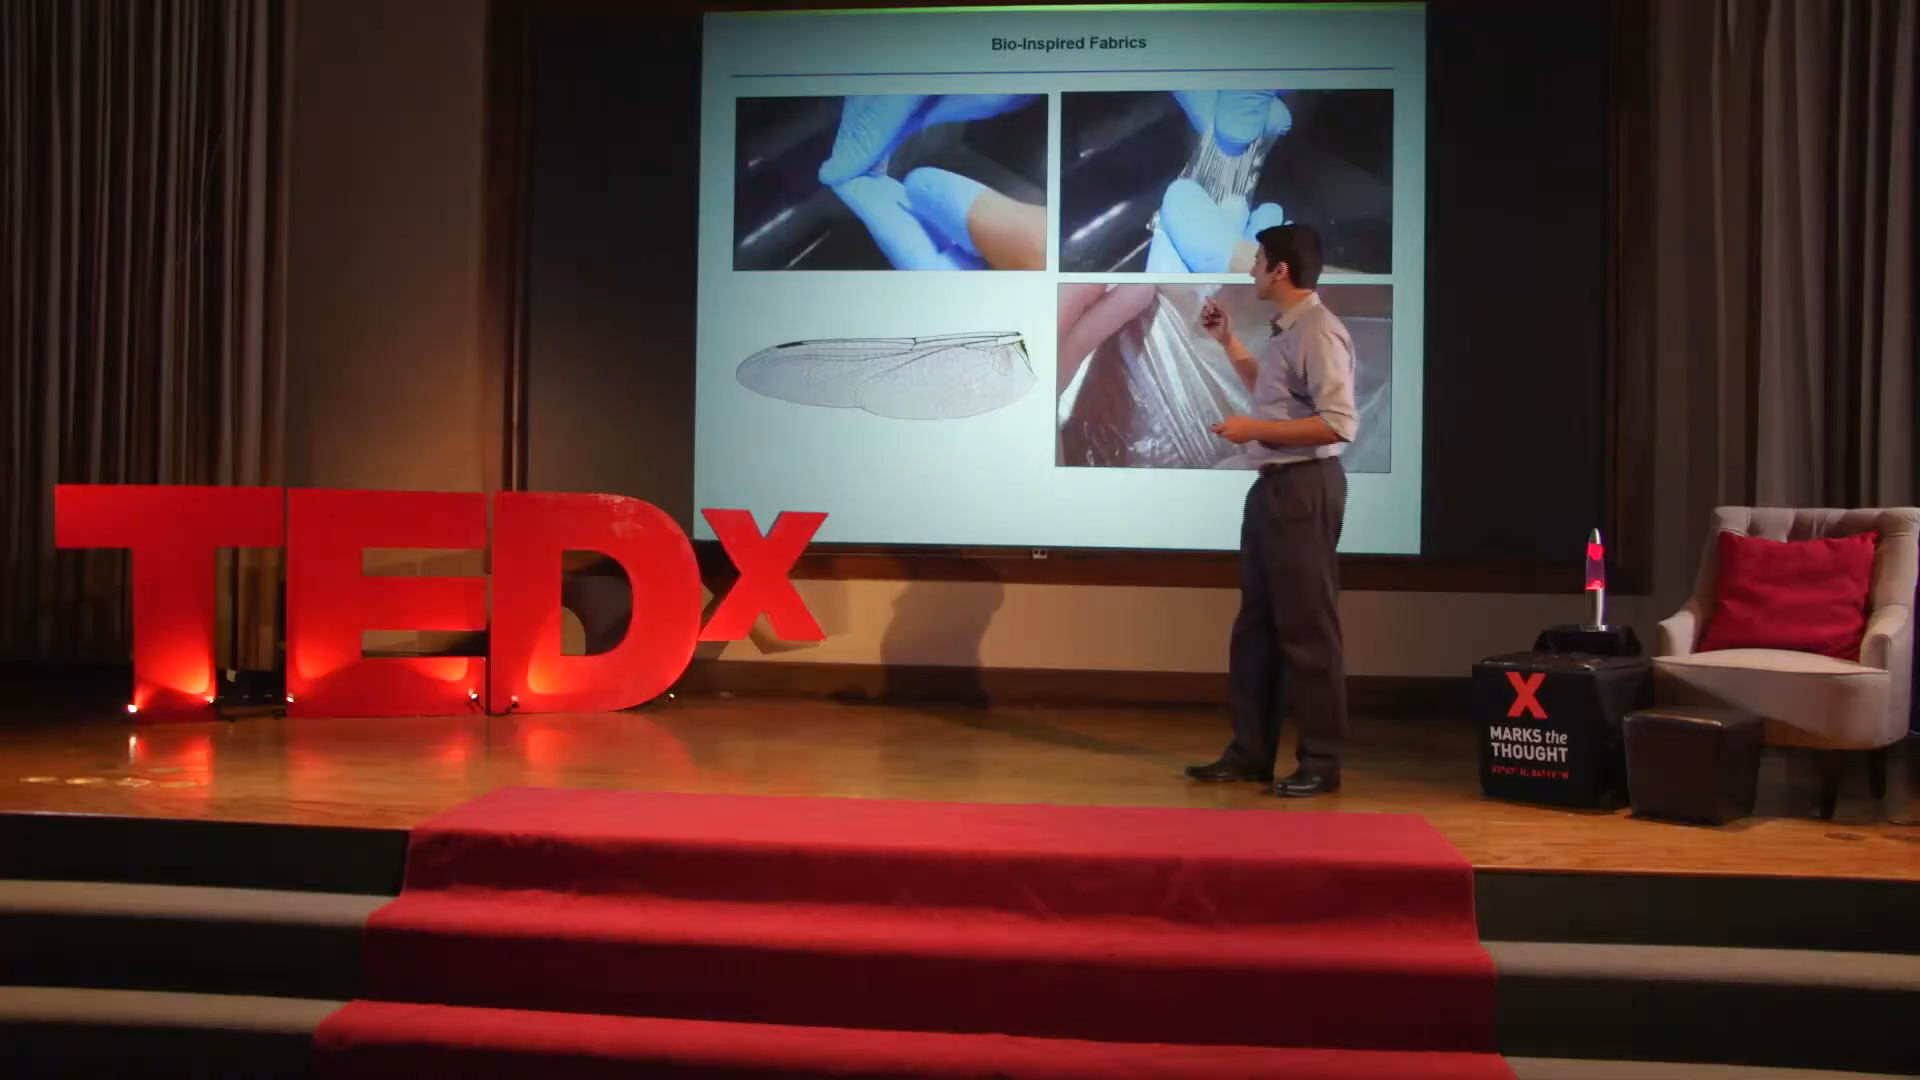 Bio-Inspired Fabrics
TEDx
X
MARKS the
THOUGHT